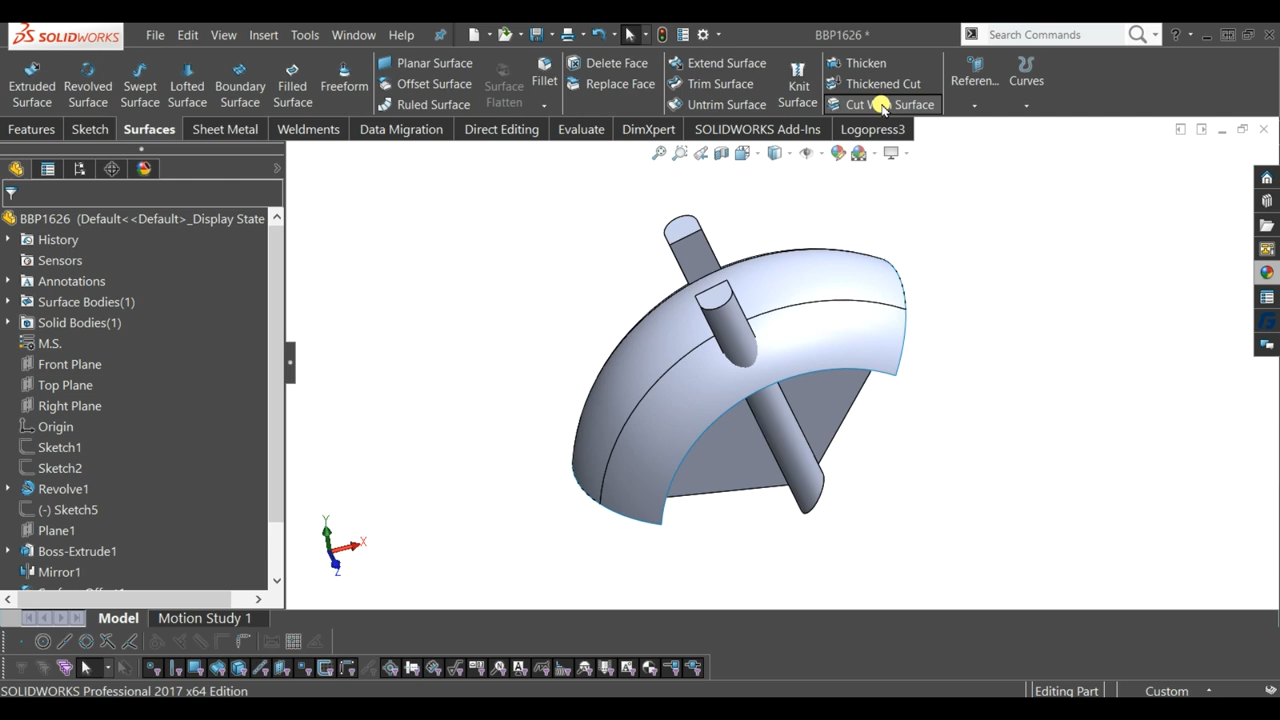 SOLIDWORKS File Edit View Insert Tools Window Help BBP1626 * Search Commands ?
Extruded Surface
Revolved Surface
Swept Surface
Lofted Surface
Boundary Surface
Filled Surface
Freeform
Planar Surface
Offset Surface
Ruled Surface
Surface Flatten
Fillet
Delete Face
Replace Face
Extend Surface
Trim Surface
Untrim Surface
Knit Surface
Thicken
Thickened Cut
Cut Surface
Referen...
Curves
Features Sketch Surfaces Sheet Metal Weldments Data Migration Direct Editing Evaluate DimXpert SOLIDWORKS Add-Ins Logopress3
BBP1626 (Default<<Default>_Display State
History
Sensors
Annotations
Surface Bodies(1)
Solid Bodies(1)
M.S.
Front Plane
Top Plane
Right Plane
Origin
Sketch1
Sketch2
Revolve1
(-) Sketch5
Plane1
Boss-Extrude1
Mirror1
Y
X
Z
Model Motion Study 1
SOLIDWORKS Professional 2017 x64 Edition Editing Part Custom